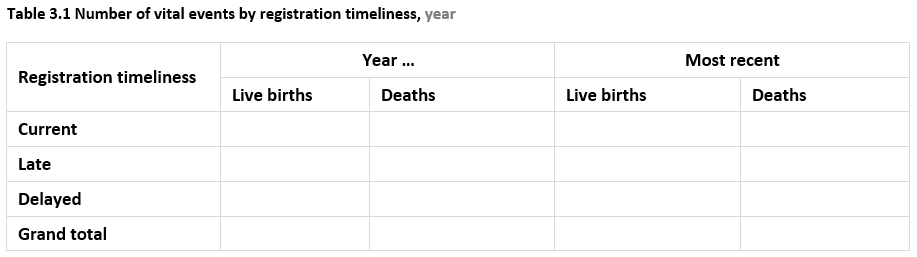 Table 3.1 Number of vital events by registration timeliness, year
Registration timeliness
Year ...
Most recent
Live births
Deaths
Live births
Deaths
Current
Late
Delayed
Grand total